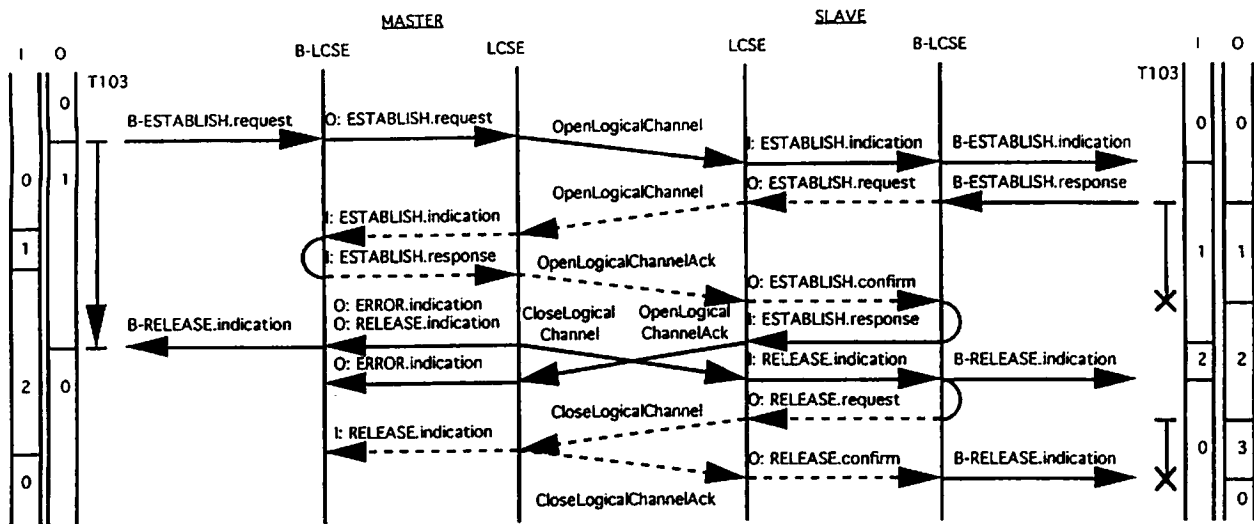 MASTER
SLAVE
I O
B-LCSE LCSE LCSE B-LCSE
I O
T103
T103
0
B-ESTABLISH.request O: ESTABLISH.request OpenLogicalChannel
0 0
I: ESTABLISH.indication B-ESTABLISH.indication
0 1
OpenLogicalChannel O: ESTABLISH.request B-ESTABLISH.response
I: ESTABLISH.indication
1
1 1
I: ESTABLISH.response OpenLogicalChannelAck
O: ESTABLISH.confirm
O: ERROR.indication CloseLogical OpenLogical
B-RELEASE.indication O: RELEASE.indication Channel ChannelAck I: ESTABLISH.response
O: ERROR.indication I: RELEASE.indication B-RELEASE.indication
2 2
2 0
CloseLogicalChannel O: RELEASE.request
I: RELEASE.indication
0 3
O: RELEASE.confirm B-RELEASE.indication
0
0
CloseLogicalChannelAck